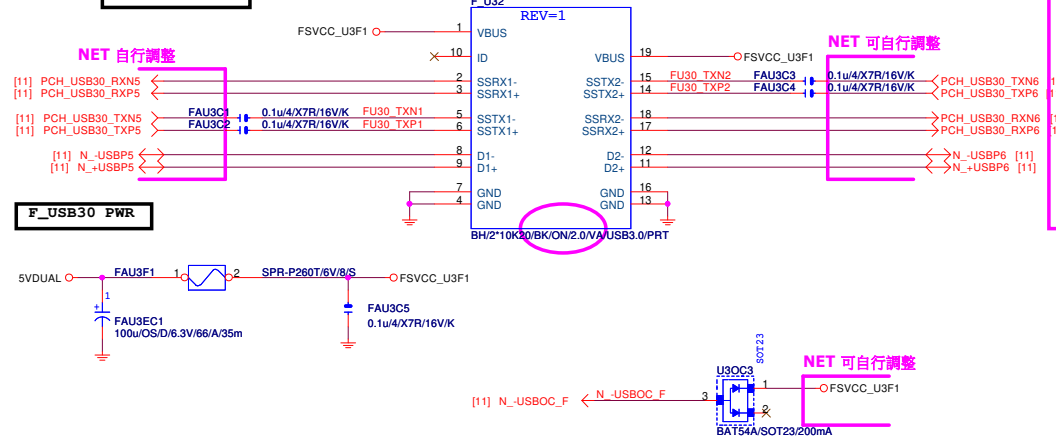 F_U32
REV=1
FSVCC_U3F1
1
VBUS
10
ID
VBUS
19
FSVCC_U3F1
NET 自行調整
NET 可自行調整
[11] PCH_USB30_RXN5
2
SSRX1-
SSTX2-
15
FU30_TXN2
FAU3C3
0.1u/4/X7R/16V/K
PCH_USB30_TXN6
[11] PCH_USB30_RXP5
3
SSRX1+
SSTX2+
14
FU30_TXP2
FAU3C4
0.1u/4/X7R/16V/K
PCH_USB30_TXP6
[11] PCH_USB30_TXN5
FAU3C1
0.1u/4/X7R/16V/K
FU30_TXN1
5
SSTX1-
SSRX2-
18
PCH_USB30_RXN6
[11] PCH_USB30_TXP5
FAU3C2
0.1u/4/X7R/16V/K
FU30_TXP1
6
SSTX1+
SSRX2+
17
PCH_USB30_RXP6
[11] N_-USBP5
8
D1-
D2-
12
N_-USBP6 [11]
[11] N_+USBP5
9
D1+
D2+
11
N_+USBP6 [11]
7
GND
GND
16
4
GND
GND
13
BH/2*10K20/BK/ON/2.0/VA/USB3.0/PRT
F_USB30 PWR
5VDUAL
FAU3F1
1
2
SPR-P260T/6V/8/S
FSVCC_U3F1
+
1
FAU3EC1
100u/OS/D/6.3V/66/A/35m
FAU3C5
0.1u/4/X7R/16V/K
SOT23
U3OC3
NET 可自行調整
[11] N_-USBOC_F
N_-USBOC_F
3
1
FSVCC_U3F1
2
BAT54A/SOT23/200mA